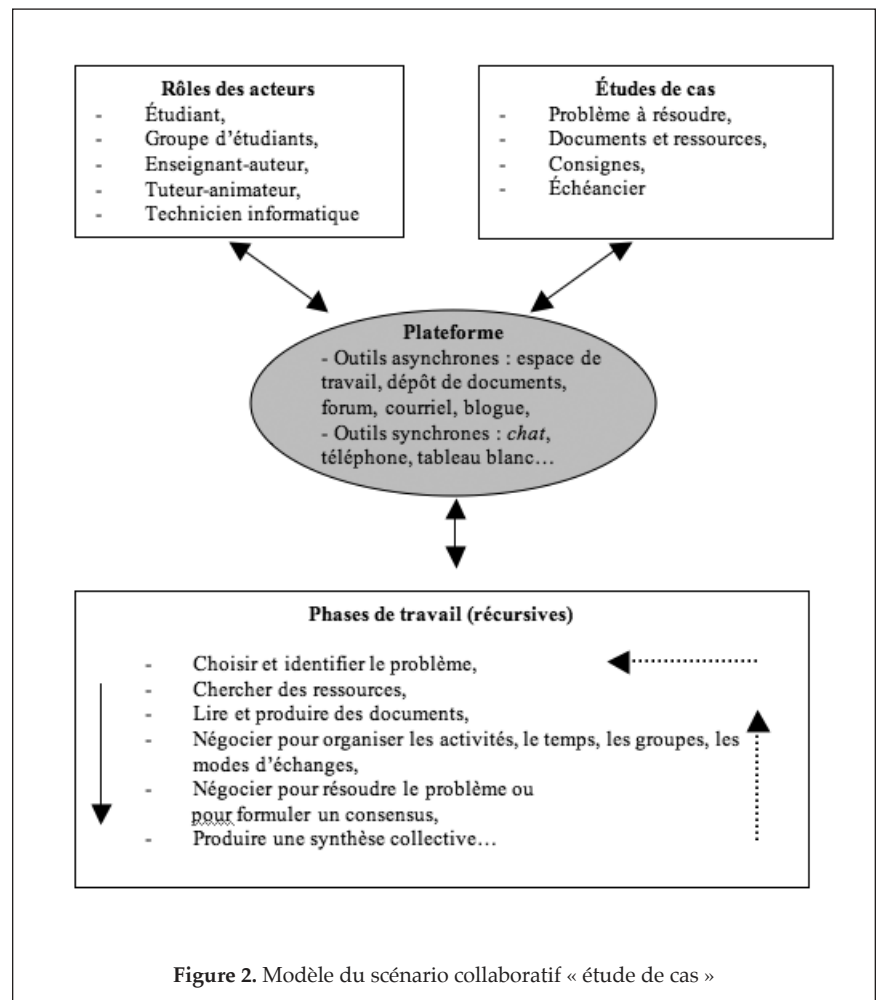 Rôles des acteurs
- Étudiant,
- Groupe d'étudiants,
- Enseignant-auteur,
- Tuteur-animateur,
- Technicien informatique
Études de cas
- Problème à résoudre,
- Documents et ressources,
- Consignes,
- Échéancier
Plateforme
- Outils asynchrones : espace de
travail, dépôt de documents,
forum, courriel, blogue,
- Outils synchrones : chat,
téléphone, tableau blanc…
Phases de travail (récursives)
- Choisir et identifier le problème,
- Chercher des ressources,
- Lire et produire des documents,
- Négocier pour organiser les activités, le temps, les groupes, les
modes d'échanges,
- Négocier pour résoudre le problème ou
pour formuler un consensus,
- Produire une synthèse collective…
Figure 2. Modèle du scénario collaboratif « étude de cas »